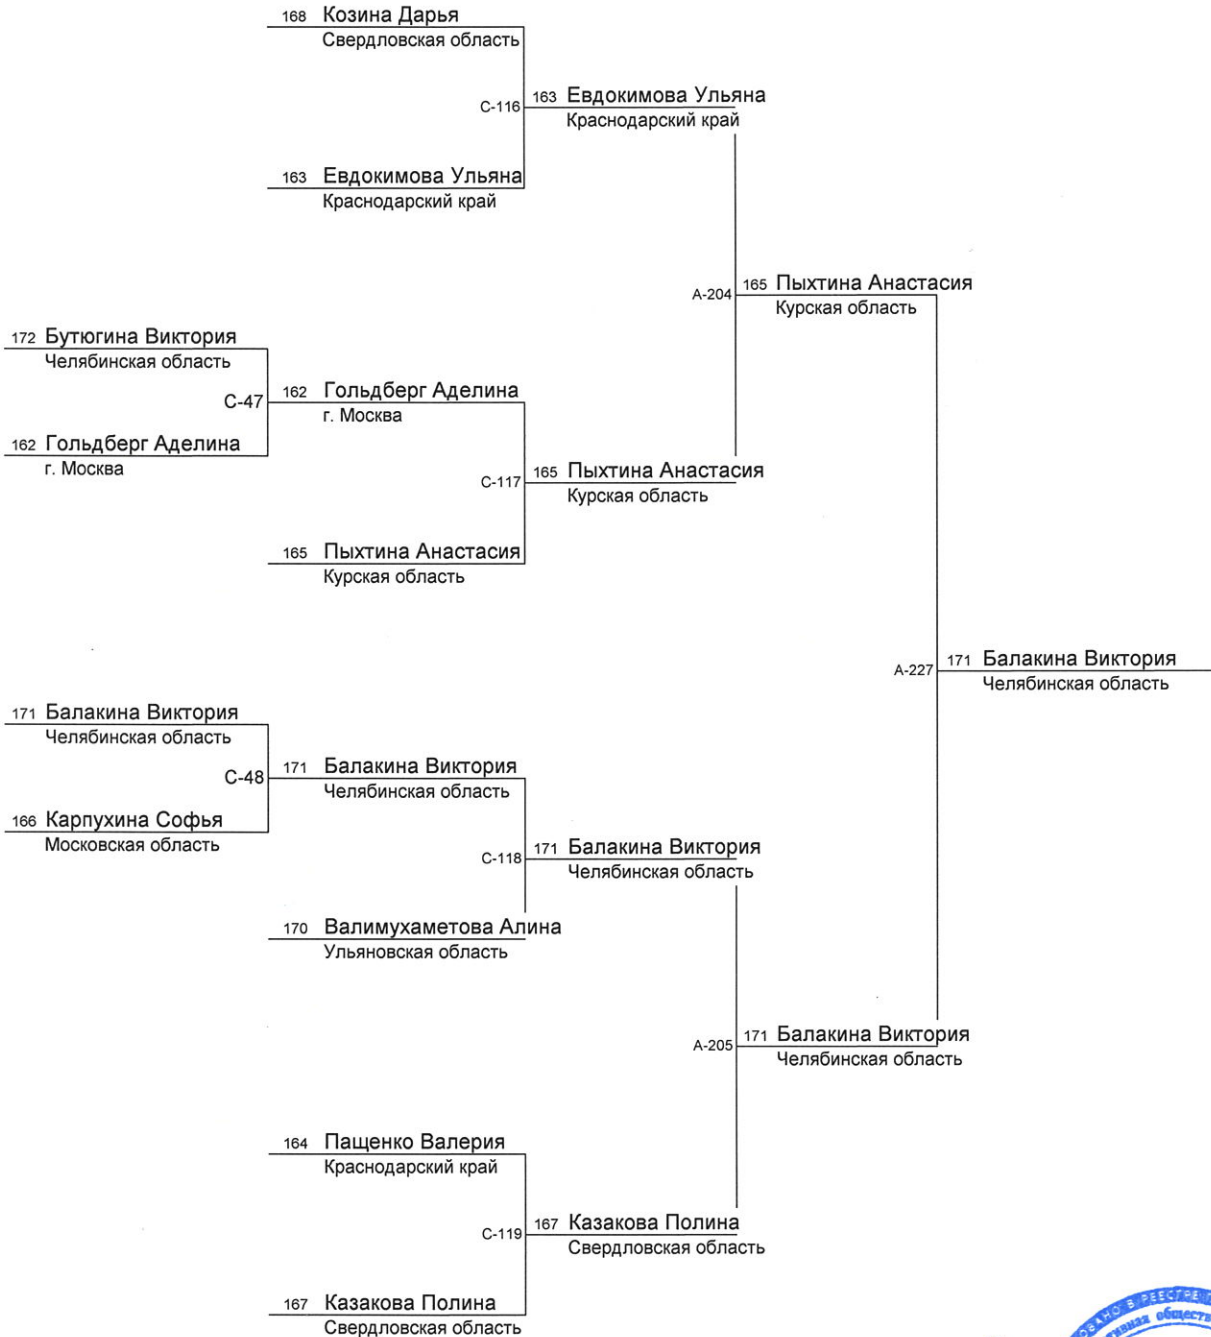 168 Козина Дарья
Свердловская область
С-116
163 Евдокимова Ульяна
Краснодарский край
163 Евдокимова Ульяна
Краснодарский край
А-204
165 Пыхтина Анастасия
Курская область
172 Бутюгина Виктория
Челябинская область
С-47
162 Гольдберг Аделина
г. Москва
162 Гольдберг Аделина
г. Москва
С-117
165 Пыхтина Анастасия
Курская область
165 Пыхтина Анастасия
Курская область
А-227
171 Балакина Виктория
Челябинская область
171 Балакина Виктория
Челябинская область
С-48
171 Балакина Виктория
Челябинская область
166 Карпухина Софья
Московская область
С-118
171 Балакина Виктория
Челябинская область
170 Валимухаметова Алина
Ульяновская область
А-205
171 Балакина Виктория
Челябинская область
164 Пащенко Валерия
Краснодарский край
С-119
167 Казакова Полина
Свердловская область
167 Казакова Полина
Свердловская область